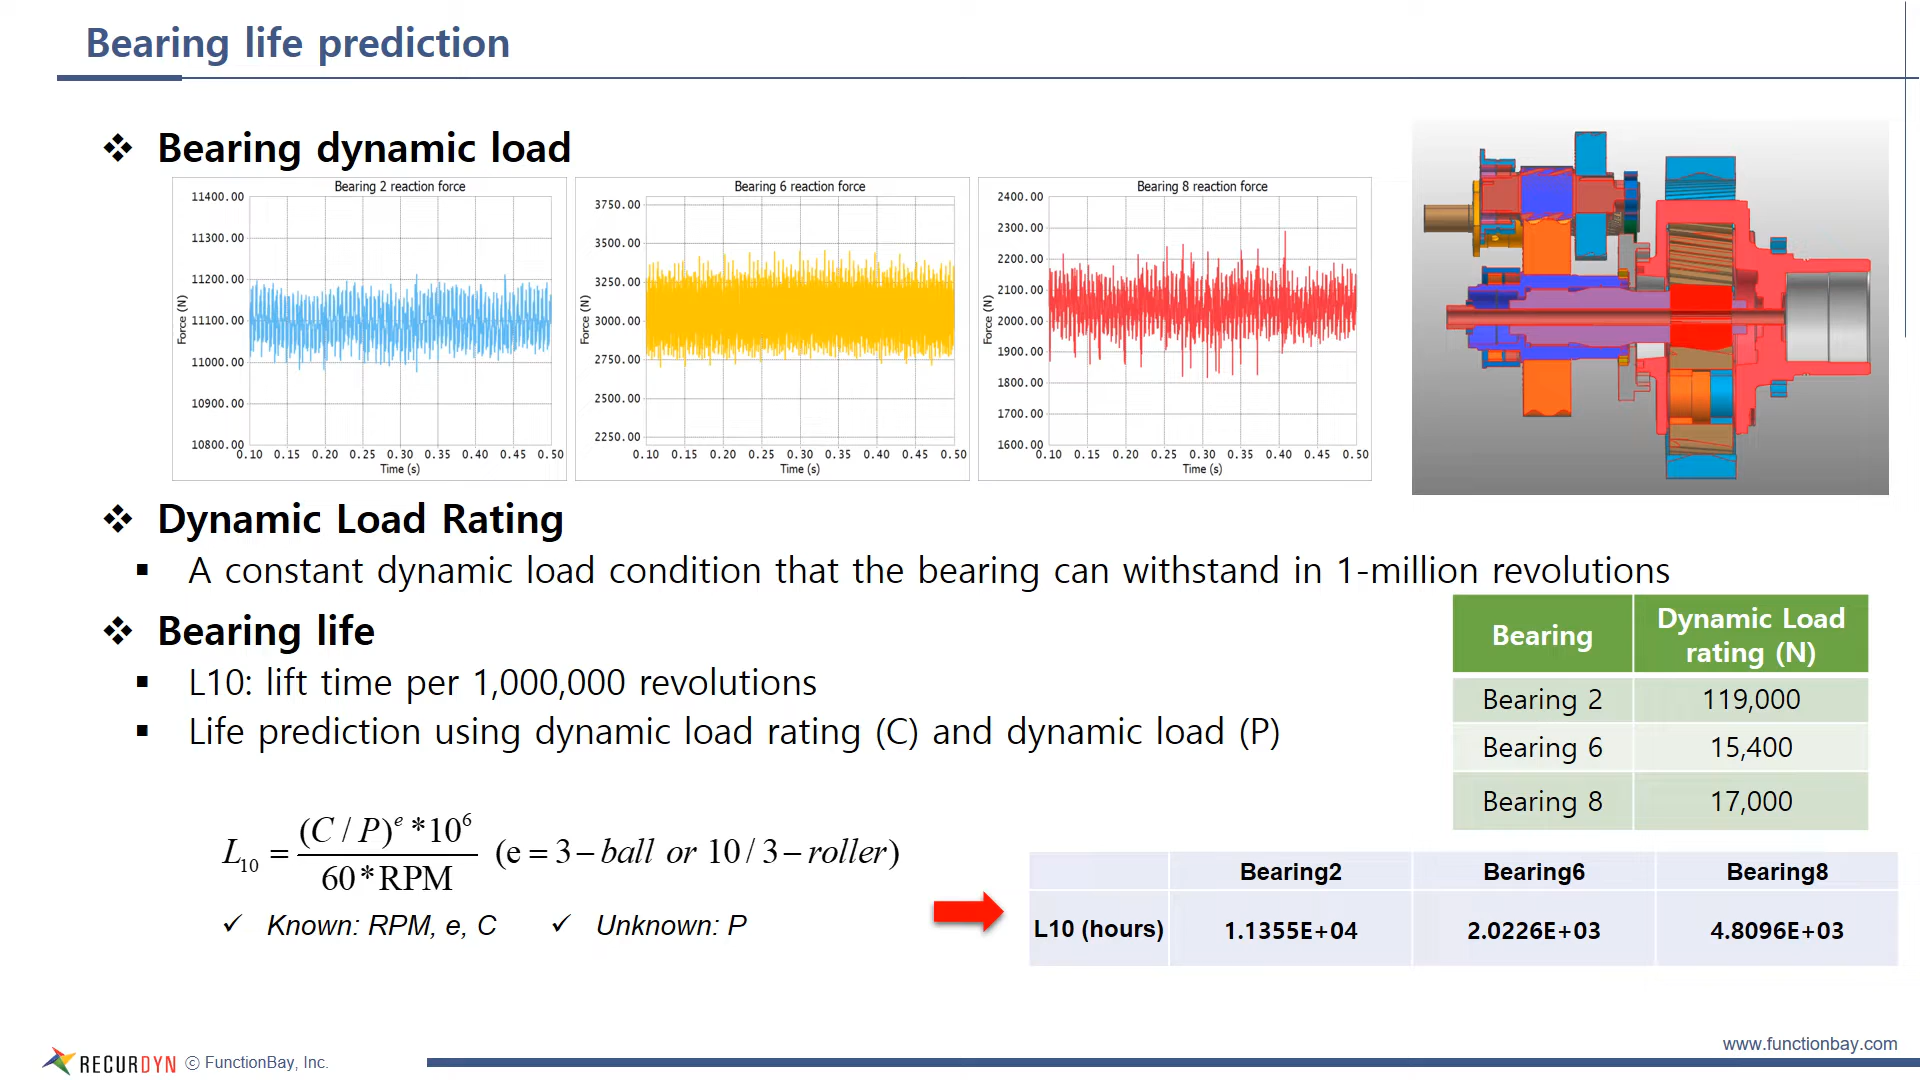 Bearing life prediction
❖ Bearing dynamic load
Bearing 2 reaction force
11400.00
11300.00
11200.00
11100.00
11000.00
10900.00
10800.00
Force (N)
0.10 0.15 0.20 0.25 0.30 0.35 0.40 0.45 0.50
Time (s)
Bearing 6 reaction force
3750.00
3500.00
3250.00
3000.00
2750.00
2500.00
2250.00
Force (N)
0.10 0.15 0.20 0.25 0.30 0.35 0.40 0.45 0.50
Time (s)
Bearing 8 reaction force
2400.00
2300.00
2200.00
2100.00
2000.00
1900.00
1800.00
1700.00
1600.00
Force (N)
0.10 0.15 0.20 0.25 0.30 0.35 0.40 0.45 0.50
Time (s)
❖ Dynamic Load Rating
▪ A constant dynamic load condition that the bearing can withstand in 1-million revolutions
❖ Bearing life
▪ L10: lift time per 1,000,000 revolutions
▪ Life prediction using dynamic load rating (C) and dynamic load (P)
Bearing Dynamic Load rating (N)
Bearing 2 119,000
Bearing 6 15,400
Bearing 8 17,000
L10 = (C / P)^e *10^6 / 60*RPM (e = 3 – ball or 10 / 3 – roller)
✓ Known: RPM, e, C ✓ Unknown: P
Bearing2 Bearing6 Bearing8
L10 (hours) 1.1355E+04 2.0226E+03 4.8096E+03
RECURDYN ⓒ FunctionBay, Inc.
www.functionbay.com